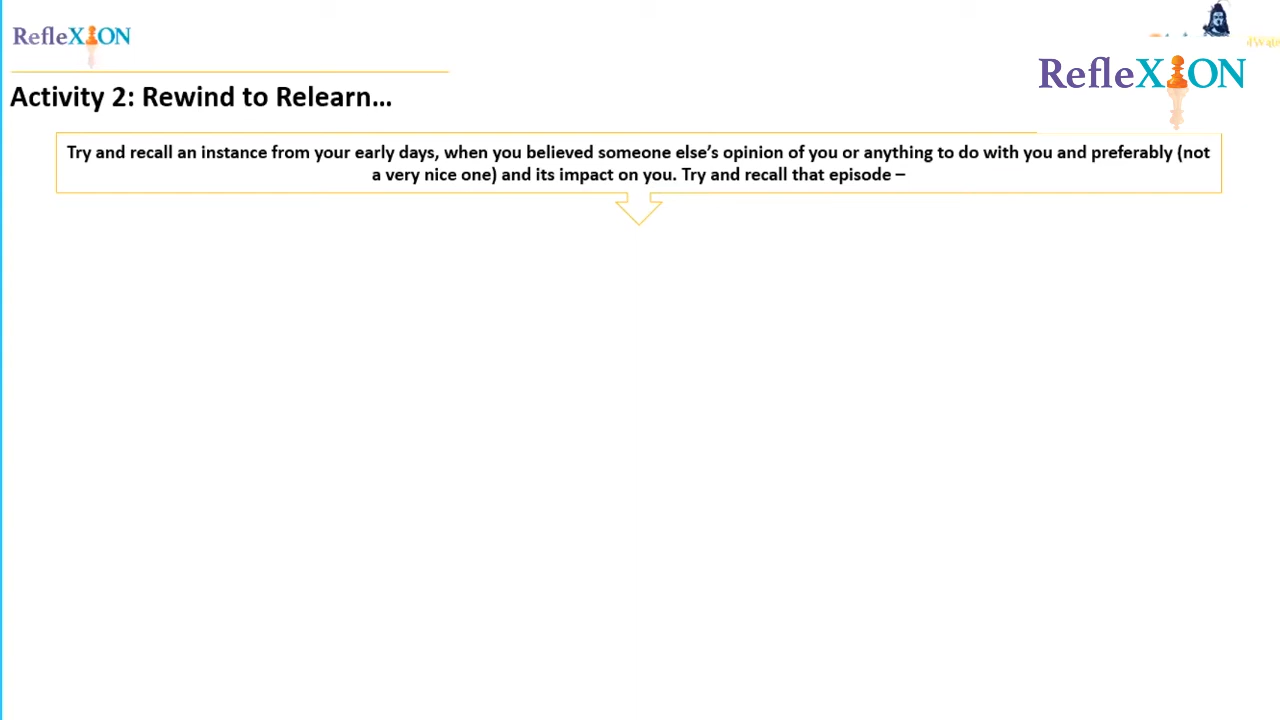 RefleXION
RefleXION
Activity 2: Rewind to Relearn...
Try and recall an instance from your early days, when you believed someone else’s opinion of you or anything to do with you and preferably (not
a very nice one) and its impact on you. Try and recall that episode –